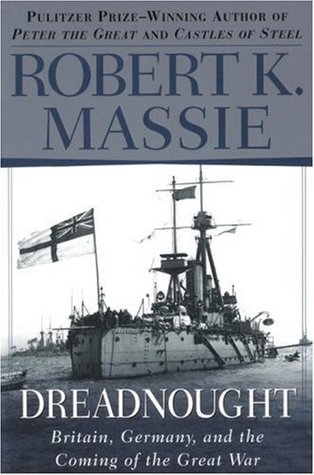 PULITZER PRIZE–WINNING AUTHOR OF
PETER THE GREAT AND CASTLES OF STEEL
ROBERT K.
MASSIE
DREADNOUGHT
Britain, Germany, and the
Coming of the Great War